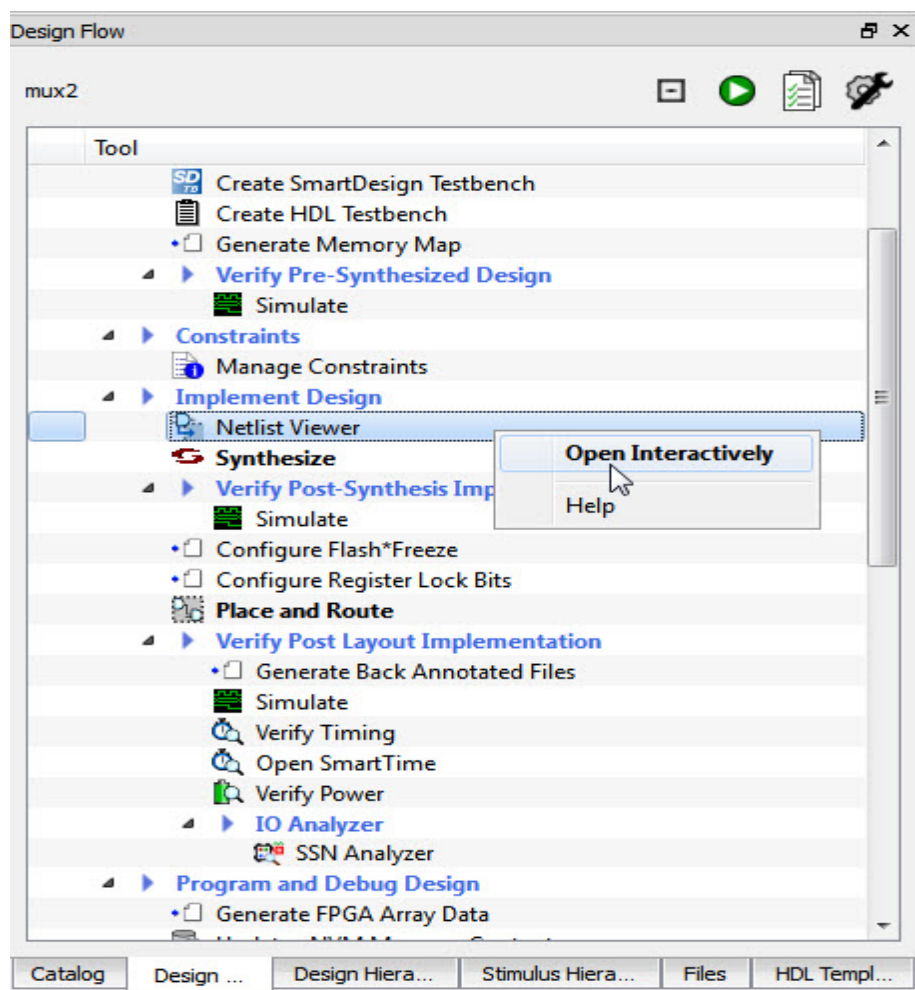 Design Flow
mux2
Tool
Create SmartDesign Testbench
Create HDL Testbench
Generate Memory Map
Verify Pre-Synthesized Design
Simulate
Constraints
Manage Constraints
Implement Design
Netlist Viewer
Open Interactively
Synthesize
Verify Post-Synthesis Imp
Help
Simulate
Configure Flash*Freeze
Configure Register Lock Bits
Place and Route
Verify Post Layout Implementation
Generate Back Annotated Files
Simulate
Verify Timing
Open SmartTime
Verify Power
IO Analyzer
SSN Analyzer
Program and Debug Design
Generate FPGA Array Data
Catalog Design ... Design Hiera... Stimulus Hiera... Files HDL Templ...